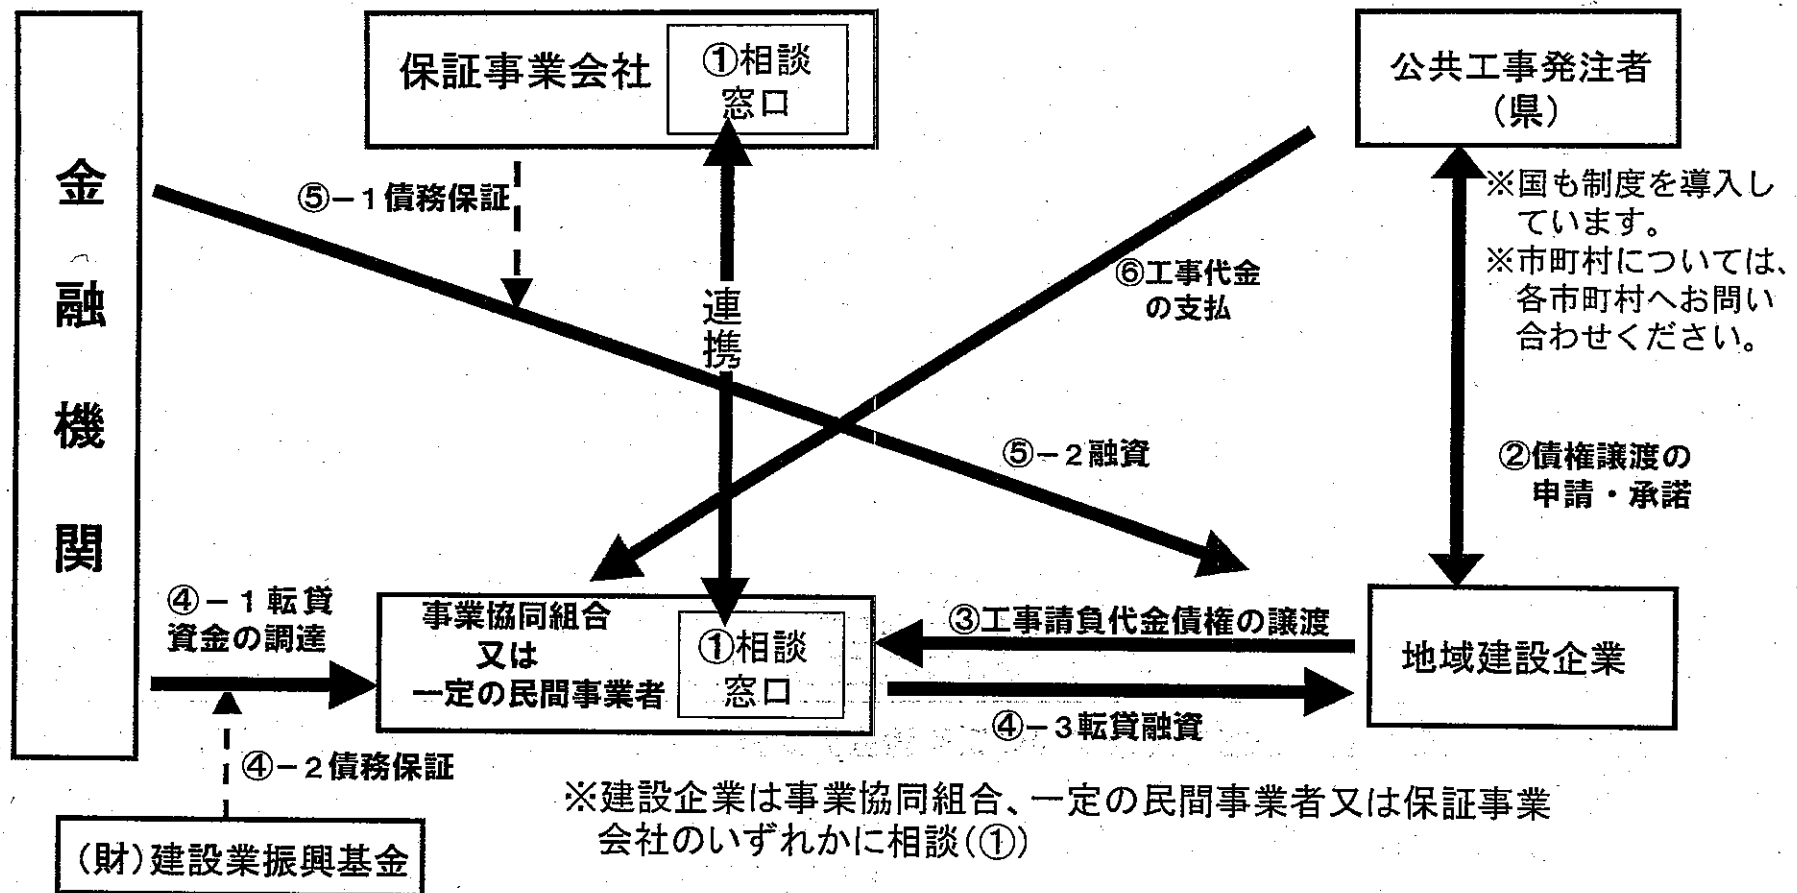 金融機関
保証事業会社
①相談
窓口
公共工事発注者
(県)
⑤-1債務保証
※国も制度を導入し
ています。
※市町村については、
各市町村へお問い
合わせください。
⑥工事代金
の支払
連携
⑤-2融資
②債権譲渡の
申請・承諾
④-1転貸
資金の調達
事業協同組合
又は
一定の民間事業者
①相談
窓口
③工事請負代金債権の譲渡
地域建設企業
④-3転貸融資
④-2債務保証
※建設企業は事業協同組合、一定の民間事業者又は保証事業
会社のいずれかに相談(①)
(財)建設業振興基金